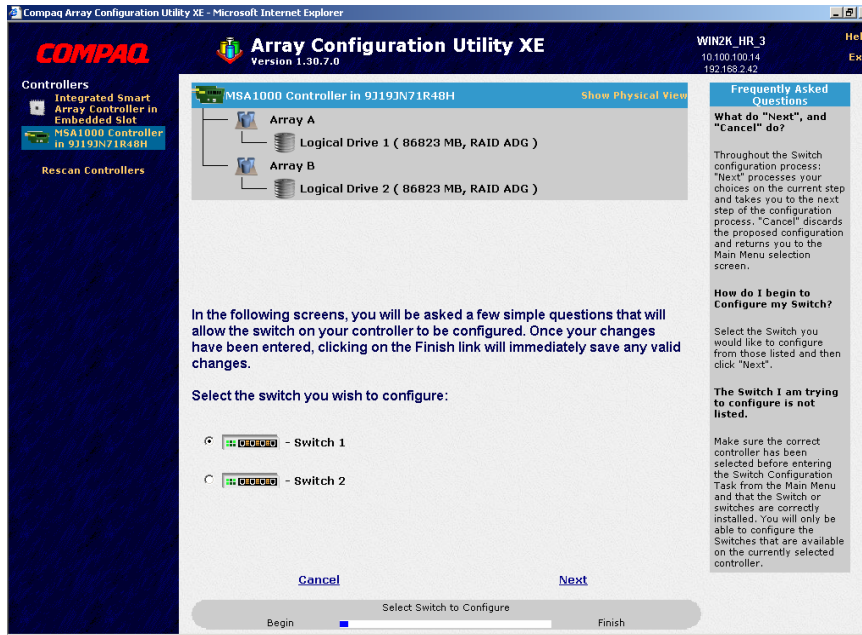 Compaq Array Configuration Utility XE - Microsoft Internet Explorer
COMPAQ
Array Configuration Utility XE
Version 1.30.7.0
WIN2K_HR_3
10.100.100.14
192.168.2.42
Hel
Ex
Controllers
Integrated Smart
Array Controller in
Embedded Slot
MSA1000 Controller
in 9J19JN71R48H
Rescan Controllers
MSA1000 Controller in 9J19JN71R48H
Show Physical View
Array A
Logical Drive 1 ( 86823 MB, RAID ADG )
Array B
Logical Drive 2 ( 86823 MB, RAID ADG )
In the following screens, you will be asked a few simple questions that will
allow the switch on your controller to be configured. Once your changes
have been entered, clicking on the Finish link will immediately save any valid
changes.
Select the switch you wish to configure:
- Switch 1
- Switch 2
Cancel
Next
Select Switch to Configure
Begin
Finish
Frequently Asked
Questions
What do "Next", and
"Cancel" do?
Throughout the Switch
configuration process:
"Next" processes your
choices on the current step
and takes you to the next
step of the configuration
process. "Cancel" discards
the proposed configuration
and returns you to the
Main Menu selection
screen.
How do I begin to
Configure my Switch?
Select the Switch you
would like to configure
from those listed and then
click "Next".
The Switch I am trying
to configure is not
listed.
Make sure the correct
controller has been
selected before entering
the Switch Configuration
Task from the Main Menu
and that the Switch or
switches are correctly
installed. You will only be
able to configure the
Switches that are available
on the currently selected
controller.